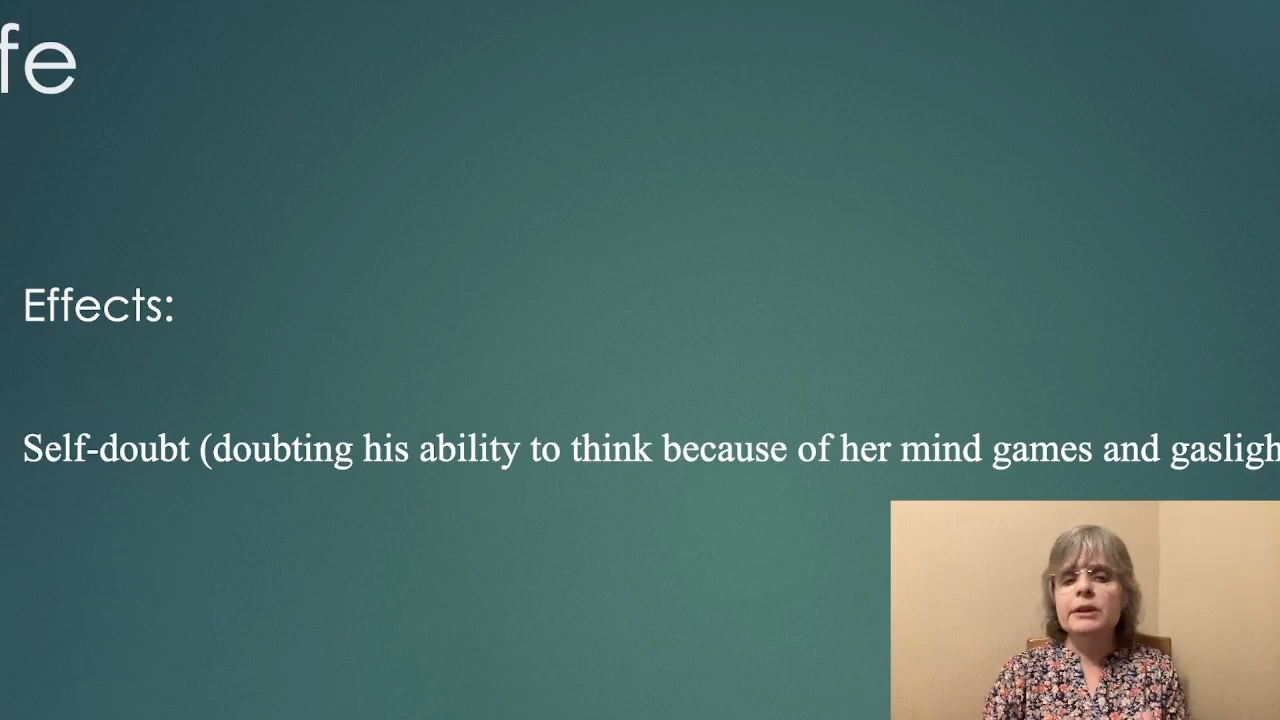 fe
Effects:
Self-doubt (doubting his ability to think because of her mind games and gasligh